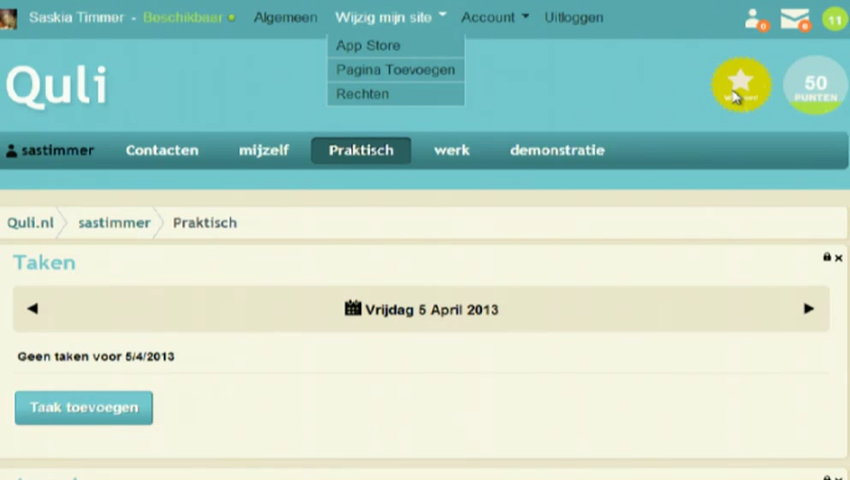 Saskia Timmer - Beschikbaar Algemeen Wijzig mijn site Account Uitloggen 0 0 11
App Store
Pagina Toevoegen
Rechten
Quli
50
PUNTEN
sastimmer Contacten mijzelf Praktisch werk demonstratie
Quli.nl sastimmer Praktisch
Taken
Vrijdag 5 April 2013
Geen taken voor 5/4/2013
Taak toevoegen